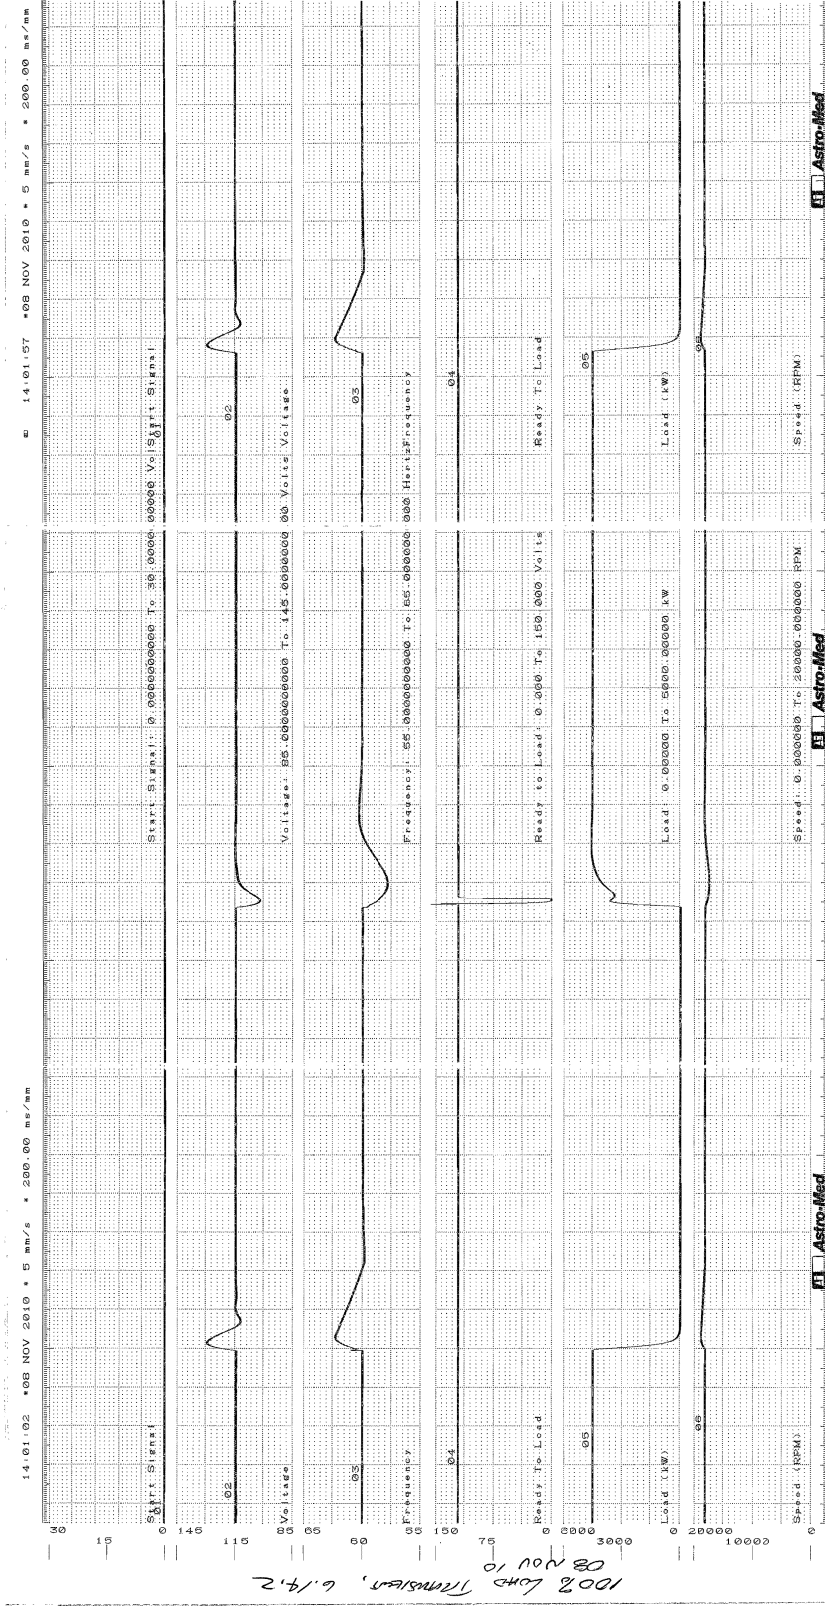 14:01:02 *08 NOV 2010 * 5 mm/s * 200.00 ms/mm
14:01:57 *08 NOV 2010 * 5 mm/s * 200.00 ms/mm
30
15
0
Start Signal
01
Start Signal: 0.0000000000 To 30.0000 00000 Vol Start Signal
01
145
115
85
Voltage
02
Voltage: 85.0000000000 To 145.0000000 00 Volts Voltage
02
65
60
55
Frequency
03
Frequency: 55.0000000000 To 65.000000 000 HertzFrequency
03
150
75
0
Ready To Load
04
Ready to Load: 0.000 To 150.000 Volts
Ready To Load
04
6000
3000
0
Load (kW)
05
Load: 0.00000 To 6000.00000 kW
Load (kW)
05
20000
10000
0
Speed (RPM)
06
Speed: 0.000000 To 20000.000000 RPM
Speed (RPM)
06
Astro-Med
Astro-Med
Astro-Med
100% LOAD TRANSIENT, 6.14.2
08 NOV 10